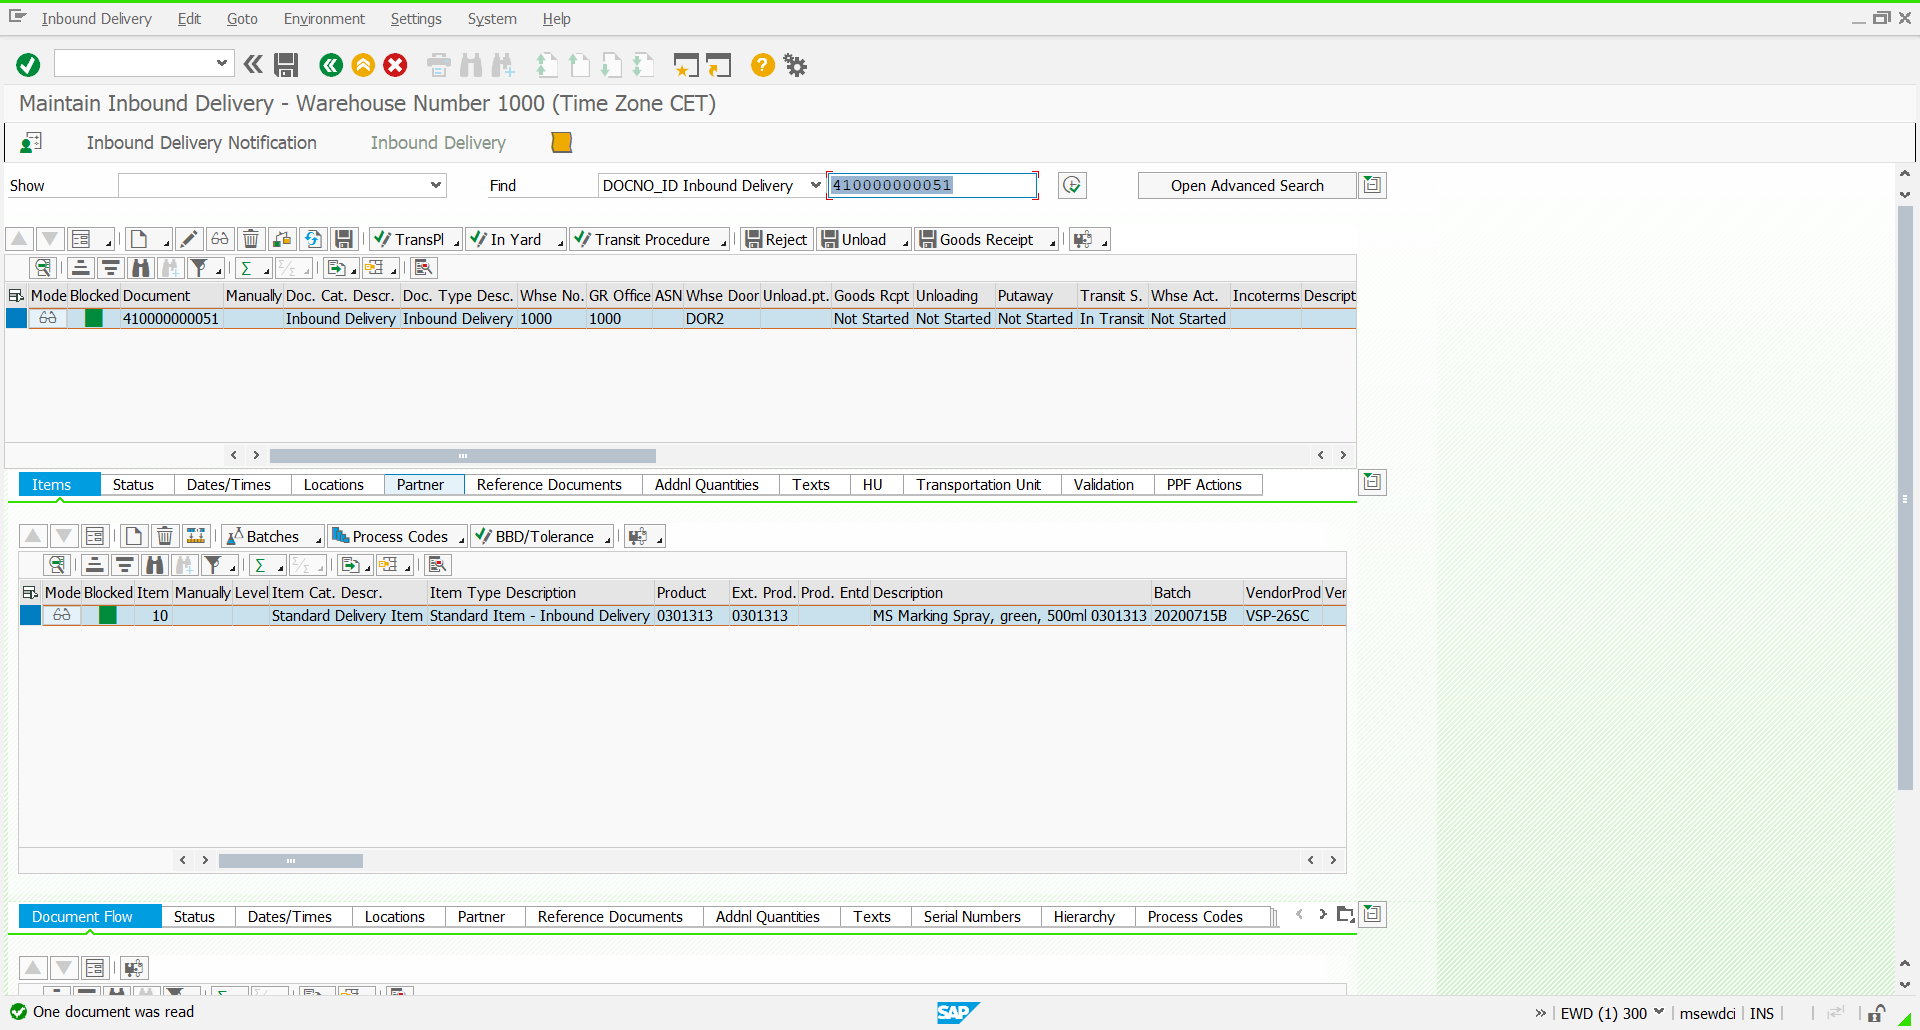 Inbound Delivery Edit Goto Environment Settings System Help
Maintain Inbound Delivery - Warehouse Number 1000 (Time Zone CET)
Inbound Delivery Notification Inbound Delivery
Show Find DOCNO_ID Inbound Delivery 410000000051 Open Advanced Search
TransPl In Yard Transit Procedure Reject Unload Goods Receipt
Mode Blocked Document Manually Doc. Cat. Descr. Doc. Type Desc. Whse No. GR Office ASN Whse Door Unload.pt. Goods Rcpt Unloading Putaway Transit S. Whse Act. Incoterms Descript
410000000051 Inbound Delivery Inbound Delivery 1000 1000 DOR2 Not Started Not Started Not Started In Transit Not Started
Items Status Dates/Times Locations Partner Reference Documents Addnl Quantities Texts HU Transportation Unit Validation PPF Actions
Batches Process Codes BBD/Tolerance
Mode Blocked Item Manually Level Item Cat. Descr. Item Type Description Product Ext. Prod. Prod. Entd Description Batch VendorProd Ver
10 Standard Delivery Item Standard Item - Inbound Delivery 0301313 0301313 MS Marking Spray, green, 500ml 0301313 20200715B VSP-26SC
Document Flow Status Dates/Times Locations Partner Reference Documents Addnl Quantities Texts Serial Numbers Hierarchy Process Codes
One document was read SAP EWD (1) 300 msewdci INS